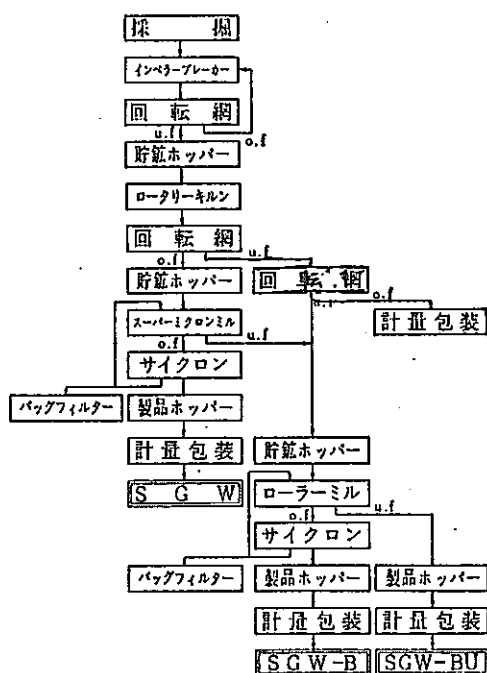 採 掘
インペラーブレーカー
回 転 網
u.f
o.f
貯鉱ホッパー
ロータリーキルン
回 転 網
o.f
u.f
貯鉱ホッパー
回 転 網
u.f
o.f
計量包装
スーパーミクロンミル
o.f
u.f
サイクロン
バッグフィルター
製品ホッパー
計量包装
貯鉱ホッパー
S G W
ローラーミル
o.f
u.f
サイクロン
バッグフィルター
製品ホッパー
製品ホッパー
計量包装
計量包装
SGW-B
SGW-BU